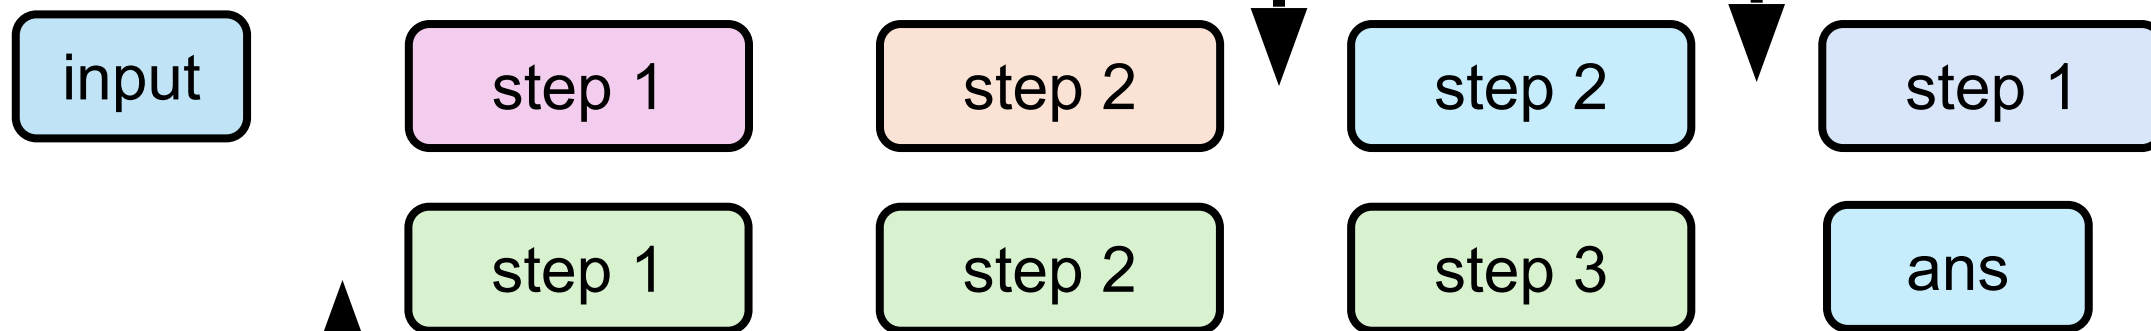 input step 1 step 2 step 2 step 1
step 1 step 2 step 3 ans